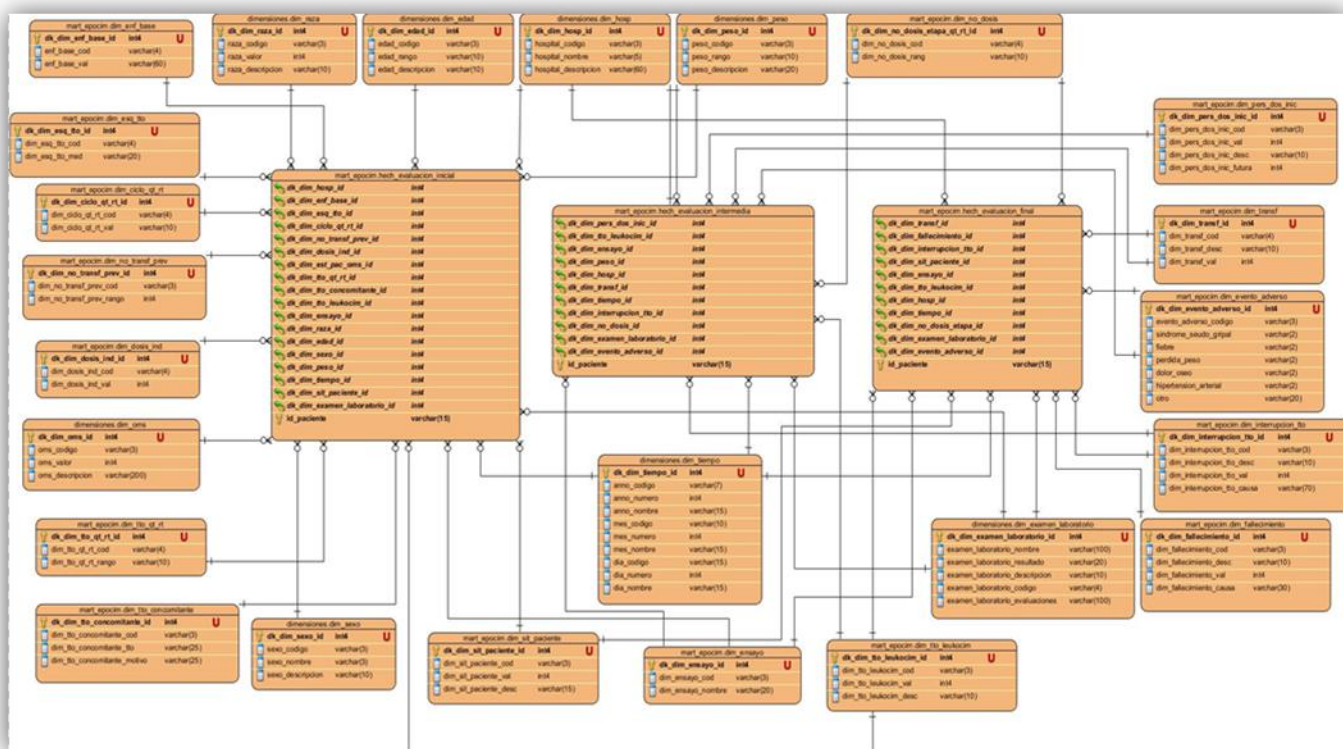 mart_epocim.dim_enf_base
dk_dim_enf_base_id int4 U
enf_base_cod varchar(4)
enf_base_val varchar(60)
dimensiones.dim_raza
dk_dim_raza_id int4 U
raza_codigo varchar(3)
raza_valor int4
raza_descripcion varchar(10)
dimensiones.dim_edad
dk_dim_edad_id int4 U
edad_codigo varchar(3)
edad_rango varchar(10)
edad_descripcion varchar(10)
dimensiones.dim_hosp
dk_dim_hosp_id int4 U
hospital_codigo varchar(3)
hospital_nombre varchar(5)
hospital_descripcion varchar(60)
dimensiones.dim_peso
dk_dim_peso_id int4 U
peso_codigo varchar(3)
peso_rango varchar(10)
peso_descripcion varchar(20)
mart_epocim.dim_no_dosis
dk_dim_no_dosis_etapa_qt_rt_id int4 U
dim_no_dosis_cod varchar(4)
dim_no_dosis_rang varchar(10)
mart_epocim.dim_pers_dos_inic
dk_dim_pers_dos_inic_id int4 U
dim_pers_dos_inic_cod varchar(3)
dim_pers_dos_inic_val int4
dim_pers_dos_inic_desc varchar(10)
dim_pers_dos_inic_futura int4
mart_epocim.dim_esq_tto
dk_dim_esq_tto_id int4 U
dim_esq_tto_cod varchar(4)
dim_esq_tto_med varchar(20)
mart_epocim.dim_ciclo_qt_rt
dk_dim_ciclo_qt_rt_id int4 U
dim_ciclo_qt_rt_cod varchar(4)
dim_ciclo_qt_rt_val varchar(10)
mart_epocim.dim_no_transf_prev
dk_dim_no_transf_prev_id int4 U
dim_no_transf_prev_cod varchar(3)
dim_no_transf_prev_rango int4
mart_epocim.dim_dosis_ind
dk_dim_dosis_ind_id int4 U
dim_dosis_ind_cod varchar(4)
dim_dosis_ind_val int4
dimensiones.dim_oms
dk_dim_oms_id int4 U
oms_codigo varchar(3)
oms_valor int4
oms_descripcion varchar(200)
mart_epocim.dim_tto_qt_rt
dk_dim_tto_qt_rt_id int4 U
dim_tto_qt_rt_cod varchar(4)
dim_tto_qt_rt_rango varchar(10)
mart_epocim.dim_tto_concomitante
dk_dim_tto_concomitante_id int4 U
dim_tto_concomitante_cod varchar(3)
dim_tto_concomitante_tto varchar(25)
dim_tto_concomitante_motivo varchar(25)
mart_epocim.hech_evaluacion_inicial
dk_dim_hosp_id int4
dk_dim_enf_base_id int4
dk_dim_esq_tto_id int4
dk_dim_ciclo_qt_rt_id int4
dk_dim_no_transf_prev_id int4
dk_dim_dosis_ind_id int4
dk_dim_est_pac_oms_id int4
dk_dim_tto_qt_rt_id int4
dk_dim_tto_concomitante_id int4
dk_dim_tto_leukocim_id int4
dk_dim_ensayo_id int4
dk_dim_raza_id int4
dk_dim_edad_id int4
dk_dim_sexo_id int4
dk_dim_peso_id int4
dk_dim_tiempo_id int4
dk_dim_sit_paciente_id int4
dk_dim_examen_laboratorio_id int4
id_paciente varchar(15)
mart_epocim.hech_evaluacion_intermedia
dk_dim_pers_dos_inic_id int4
dk_dim_tto_leukocim_id int4
dk_dim_ensayo_id int4
dk_dim_peso_id int4
dk_dim_hosp_id int4
dk_dim_transf_id int4
dk_dim_tiempo_id int4
dk_dim_interrupcion_tto_id int4
dk_dim_no_dosis_id int4
dk_dim_examen_laboratorio_id int4
dk_dim_evento_adverso_id int4
id_paciente varchar(15)
mart_epocim.hech_evaluacion_final
dk_dim_transf_id int4
dk_dim_fallecimiento_id int4
dk_dim_interrupcion_tto_id int4
dk_dim_sit_paciente_id int4
dk_dim_ensayo_id int4
dk_dim_tto_leukocim_id int4
dk_dim_hosp_id int4
dk_dim_tiempo_id int4
dk_dim_no_dosis_etapa_id int4
dk_dim_examen_laboratorio_id int4
dk_dim_evento_adverso_id int4
id_paciente varchar(15)
mart_epocim.dim_transf
dk_dim_transf_id int4 U
dim_transf_cod varchar(4)
dim_transf_desc varchar(10)
dim_transf_val int4
mart_epocim.dim_evento_adverso
dk_dim_evento_adverso_id int4 U
evento_adverso_codigo varchar(3)
sindrome_seudo_gripal varchar(2)
fiebre varchar(2)
perdida_peso varchar(2)
dolor_oseo varchar(2)
hipertension_arterial varchar(2)
otro varchar(20)
mart_epocim.dim_interrupcion_tto
dk_dim_interrupcion_tto_id int4 U
dim_interrupcion_tto_cod varchar(3)
dim_interrupcion_tto_desc varchar(10)
dim_interrupcion_tto_val int4
dim_interrupcion_tto_causa varchar(70)
dimensiones.dim_tiempo
dk_dim_tiempo_id int4 U
anno_codigo varchar(7)
anno_numero int4
anno_nombre varchar(15)
mes_codigo varchar(10)
mes_numero int4
mes_nombre varchar(15)
dia_codigo varchar(15)
dia_numero int4
dia_nombre varchar(15)
dimensiones.dim_examen_laboratorio
dk_dim_examen_laboratorio_id int4 U
examen_laboratorio_nombre varchar(100)
examen_laboratorio_resultado varchar(20)
examen_laboratorio_descripcion varchar(10)
examen_laboratorio_codigo varchar(4)
examen_laboratorio_evaluaciones varchar(100)
mart_epocim.dim_fallecimiento
dk_dim_fallecimiento_id int4 U
dim_fallecimiento_cod varchar(3)
dim_fallecimiento_desc varchar(10)
dim_fallecimiento_val int4
dim_fallecimiento_causa varchar(30)
dimensiones.dim_sexo
dk_dim_sexo_id int4 U
sexo_codigo varchar(3)
sexo_nombre varchar(3)
sexo_descripcion varchar(10)
mart_epocim.dim_sit_paciente
dk_dim_sit_paciente_id int4 U
dim_sit_paciente_cod varchar(3)
dim_sit_paciente_val int4
dim_sit_paciente_desc varchar(15)
mart_epocim.dim_ensayo
dk_dim_ensayo_id int4 U
dim_ensayo_cod varchar(3)
dim_ensayo_nombre varchar(20)
mart_epocim.dim_tto_leukocim
dk_dim_tto_leukocim_id int4 U
dim_tto_leukocim_cod varchar(3)
dim_tto_leukocim_val int4
dim_tto_leukocim_desc varchar(10)